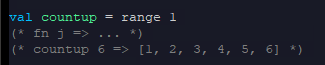 val countup = range 1
(* fn j => ... *)
(* countup 6 => [1, 2, 3, 4, 5, 6] *)